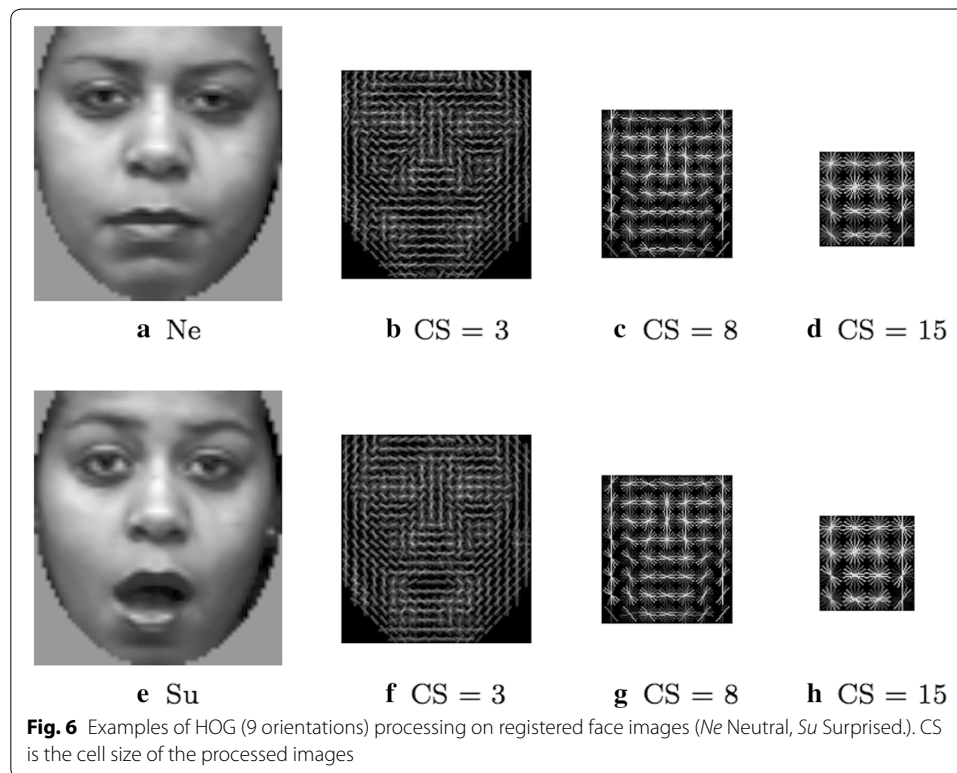 a Ne
b CS = 3
c CS = 8
d CS = 15
e Su
f CS = 3
g CS = 8
h CS = 15
Fig. 6 Examples of HOG (9 orientations) processing on registered face images (Ne Neutral, Su Surprised.). CS
is the cell size of the processed images